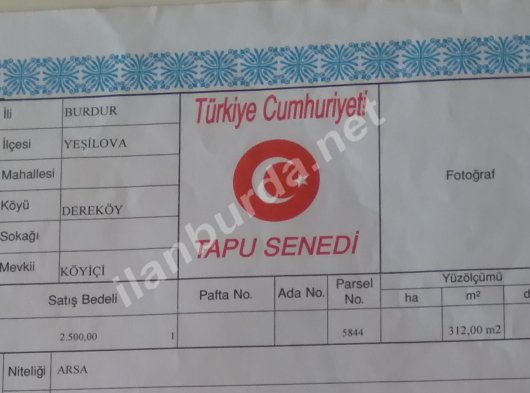 İli BURDUR
Türkiye Cumhuriyeti
İlçesi YEŞİLOVA
Mahallesi
Fotoğraf
Köyü DEREKÖY
Sokağı
TAPU SENEDİ
Mevkii KÖYİÇİ
Satış Bedeli Pafta No. Ada No. Parsel No. Yüzölçümü
ha m² d
2.500,00 1 5844 312,00 m2
Niteliği ARSA
ilanburda.net